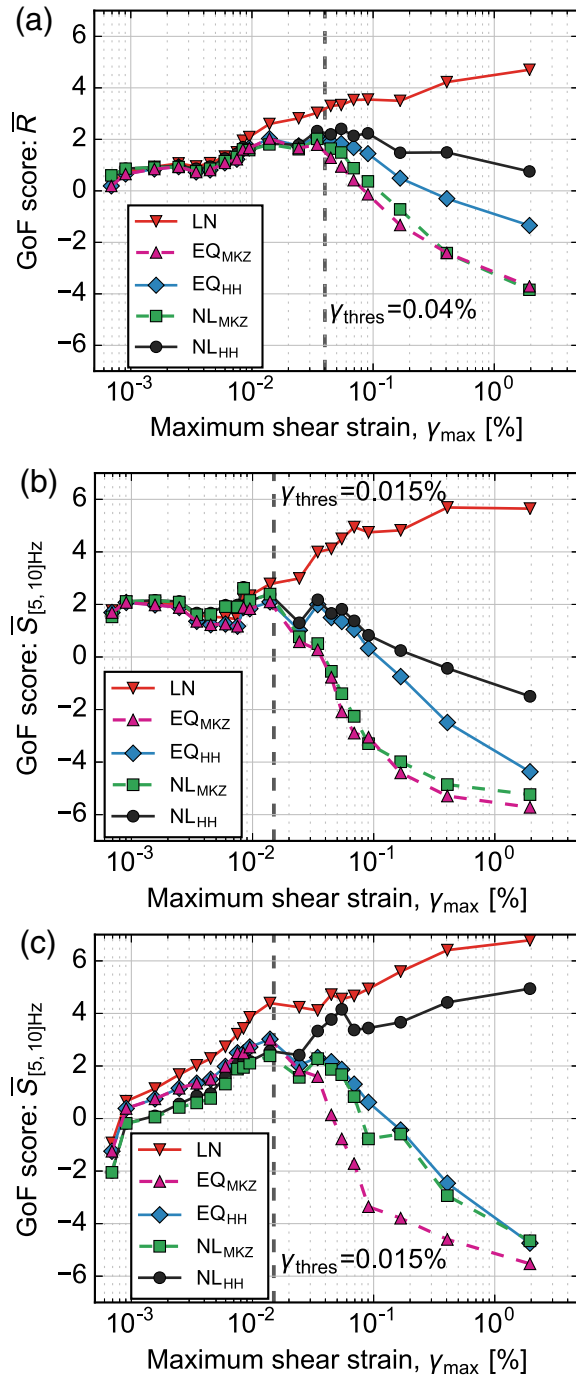 (a)
GoF score: R̅
6
4
2
0
−2
−4
−6
LN
EQMKZ
EQHH
NLMKZ
NLHH
γthres=0.04%
10−3
10−2
10−1
100
Maximum shear strain, γmax [%]
(b)
GoF score: S̅[5, 10]Hz
6
4
2
0
−2
−4
−6
γthres=0.015%
LN
EQMKZ
EQHH
NLMKZ
NLHH
10−3
10−2
10−1
100
Maximum shear strain, γmax [%]
(c)
GoF score: S̅[5, 10]Hz
6
4
2
0
−2
−4
−6
LN
EQMKZ
EQHH
NLMKZ
NLHH
γthres=0.015%
10−3
10−2
10−1
100
Maximum shear strain, γmax [%]